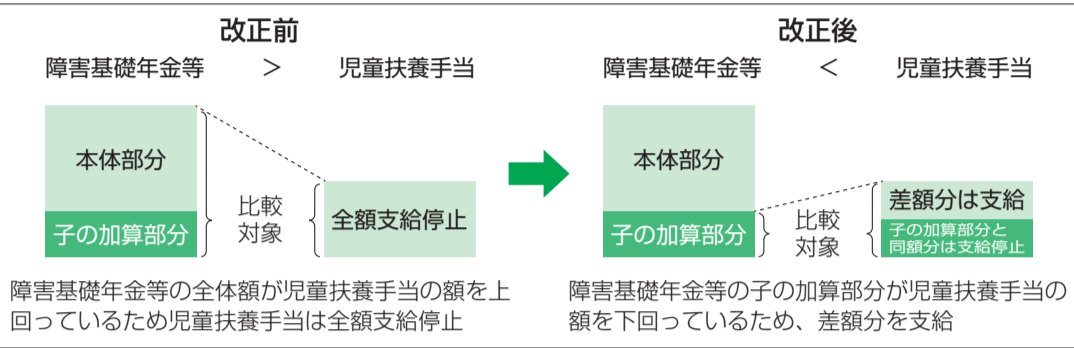 改正前
障害基礎年金等 > 児童扶養手当
本体部分
子の加算部分
比較
対象
全額支給停止
障害基礎年金等の全体額が児童扶養手当の額を上
回っているため児童扶養手当は全額支給停止
改正後
障害基礎年金等 < 児童扶養手当
本体部分
子の加算部分
比較
対象
差額分は支給
子の加算部分と
同額分は支給停止
障害基礎年金等の子の加算部分が児童扶養手当の
額を下回っているため、差額分を支給